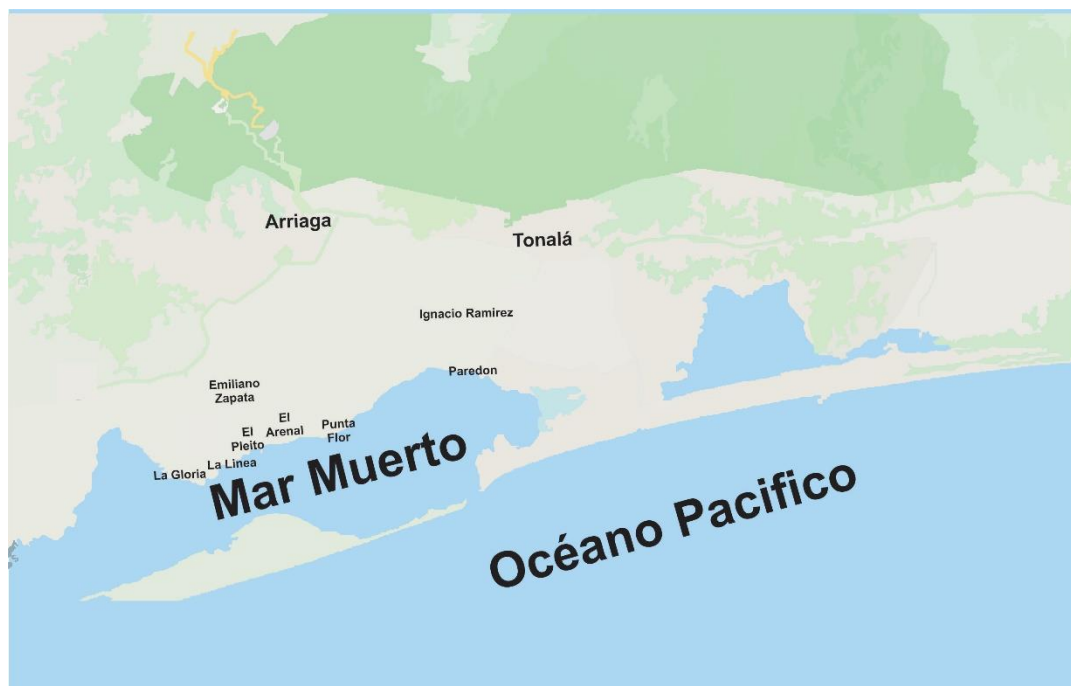 Arriaga
Tonalá
Ignacio Ramirez
Paredon
Emiliano
Zapata
El
Arenal
Punta
Flor
El
Pleito
La Linea
La Gloria
Mar Muerto
Océano Pacifico